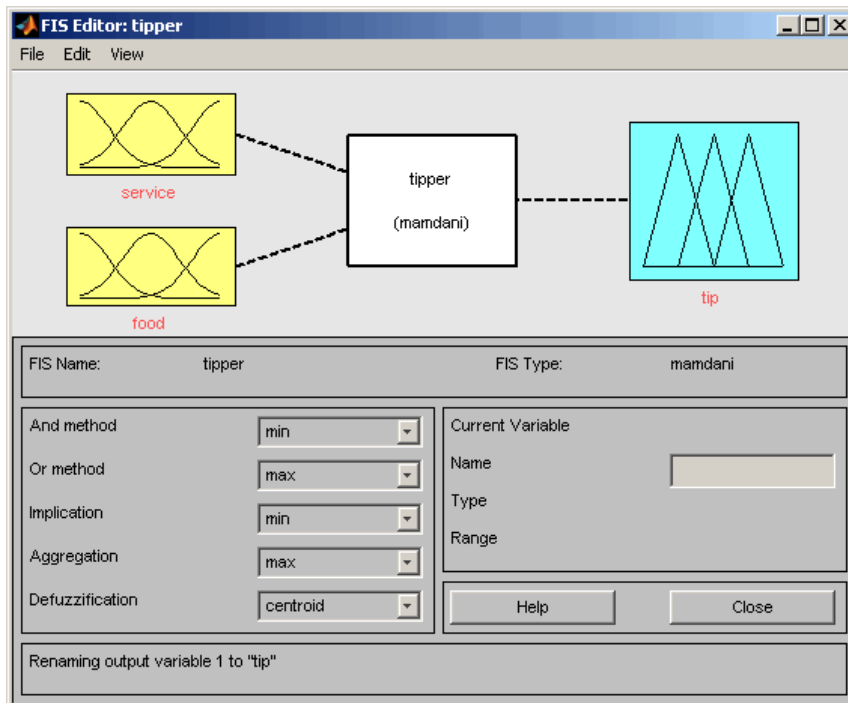 FIS Editor: tipper
File Edit View
service
food
tipper
(mamdani)
tip
FIS Name: tipper FIS Type: mamdani
And method min
Or method max
Implication min
Aggregation max
Defuzzification centroid
Current Variable
Name
Type
Range
Help Close
Renaming output variable 1 to "tip"